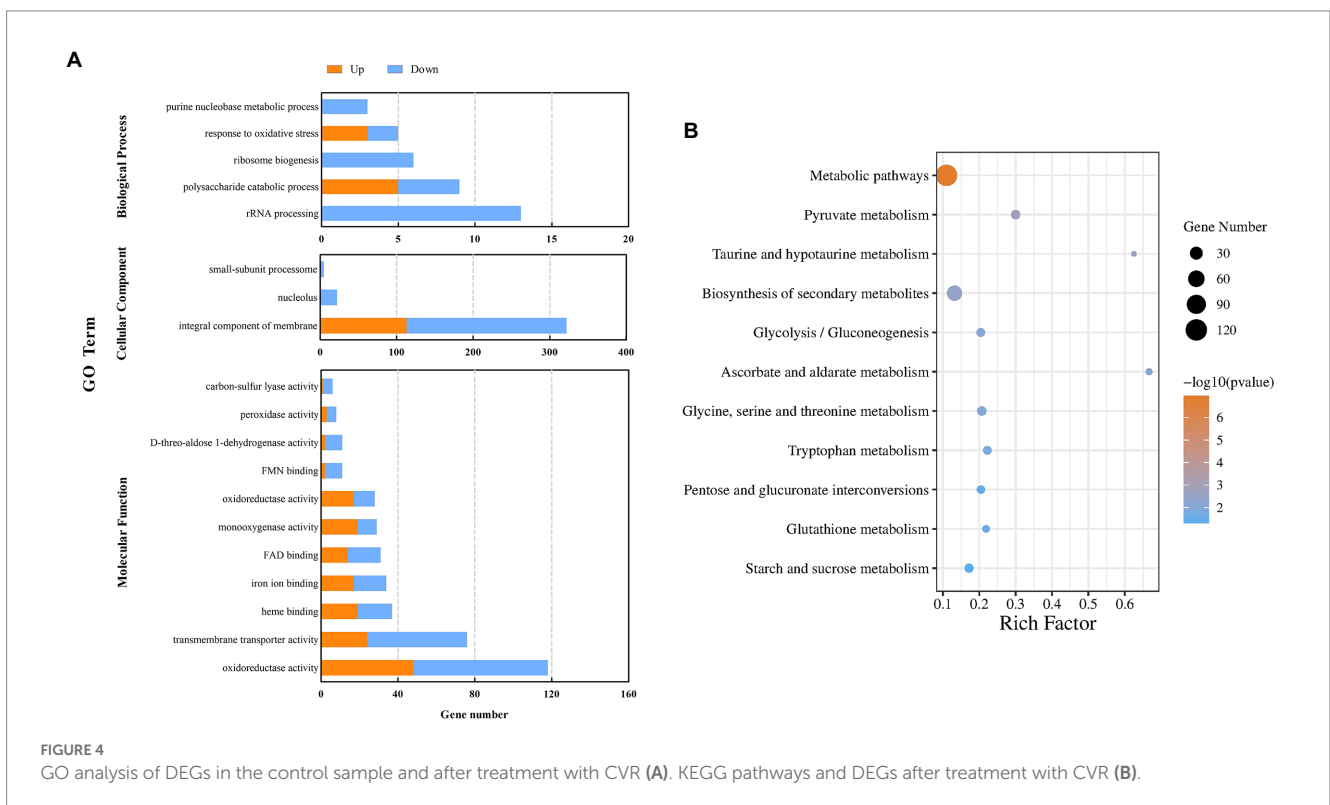 A
Up Down
GO Term
Biological Process
purine nucleobase metabolic process
response to oxidative stress
ribosome biogenesis
polysaccharide catabolic process
rRNA processing
0 5 10 15 20
Cellular Component
small-subunit processome
nucleolus
integral component of membrane
0 100 200 300 400
Molecular Function
carbon-sulfur lyase activity
peroxidase activity
D-threo-aldose 1-dehydrogenase activity
FMN binding
oxidoreductase activity
monooxygenase activity
FAD binding
iron ion binding
heme binding
transmembrane transporter activity
oxidoreductase activity
0 40 80 120 160
Gene number
B
Metabolic pathways
Pyruvate metabolism
Taurine and hypotaurine metabolism
Biosynthesis of secondary metabolites
Glycolysis / Gluconeogenesis
Ascorbate and aldarate metabolism
Glycine, serine and threonine metabolism
Tryptophan metabolism
Pentose and glucuronate interconversions
Glutathione metabolism
Starch and sucrose metabolism
0.1 0.2 0.3 0.4 0.5 0.6
Rich Factor
Gene Number
30
60
90
120
−log10(pvalue)
6
5
4
3
2
FIGURE 4
GO analysis of DEGs in the control sample and after treatment with CVR (A). KEGG pathways and DEGs after treatment with CVR (B).